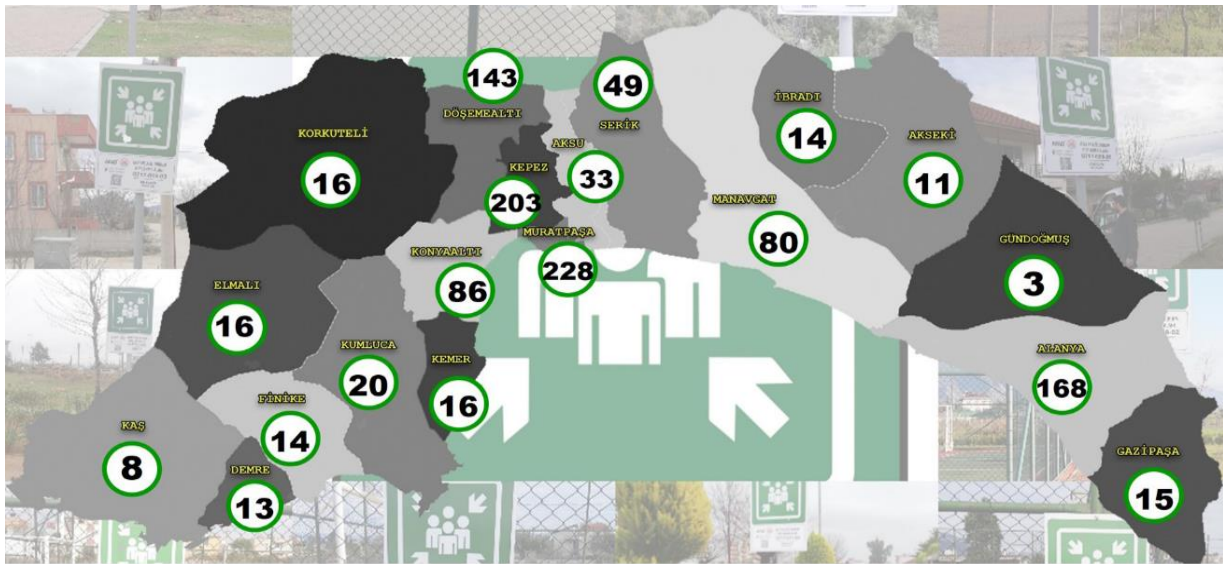 143
DÖŞEMEALTI
49
SERİK
İBRADI
14
AKSEKİ
11
KORKUTELİ
16
AKSU
33
KEPEZ
203
MANAVGAT
80
MURATPAŞA
228
KONYAALTI
86
GÜNDOĞMUŞ
3
ELMALI
16
KUMLUCA
20
KEMER
16
ALANYA
168
FİNİKE
14
KAŞ
8
DEMRE
13
GAZİPAŞA
15